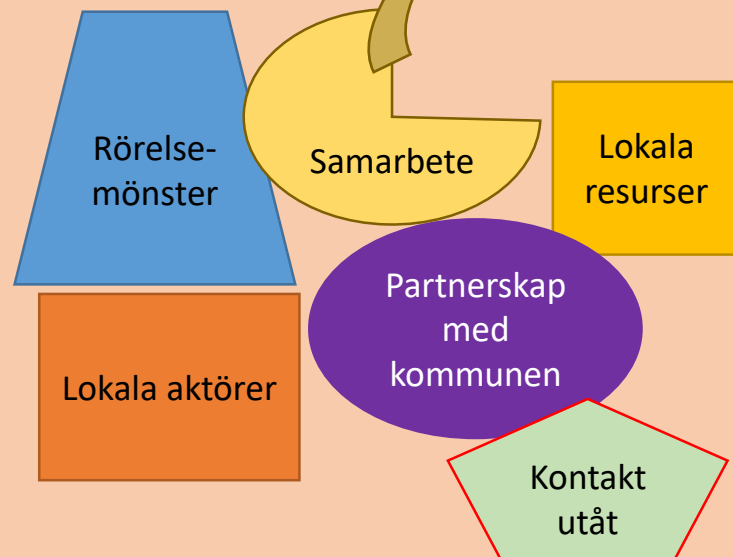 Rörelse-
mönster
Samarbete
Lokala
resurser
Partnerskap
med
kommunen
Lokala aktörer
Kontakt
utåt